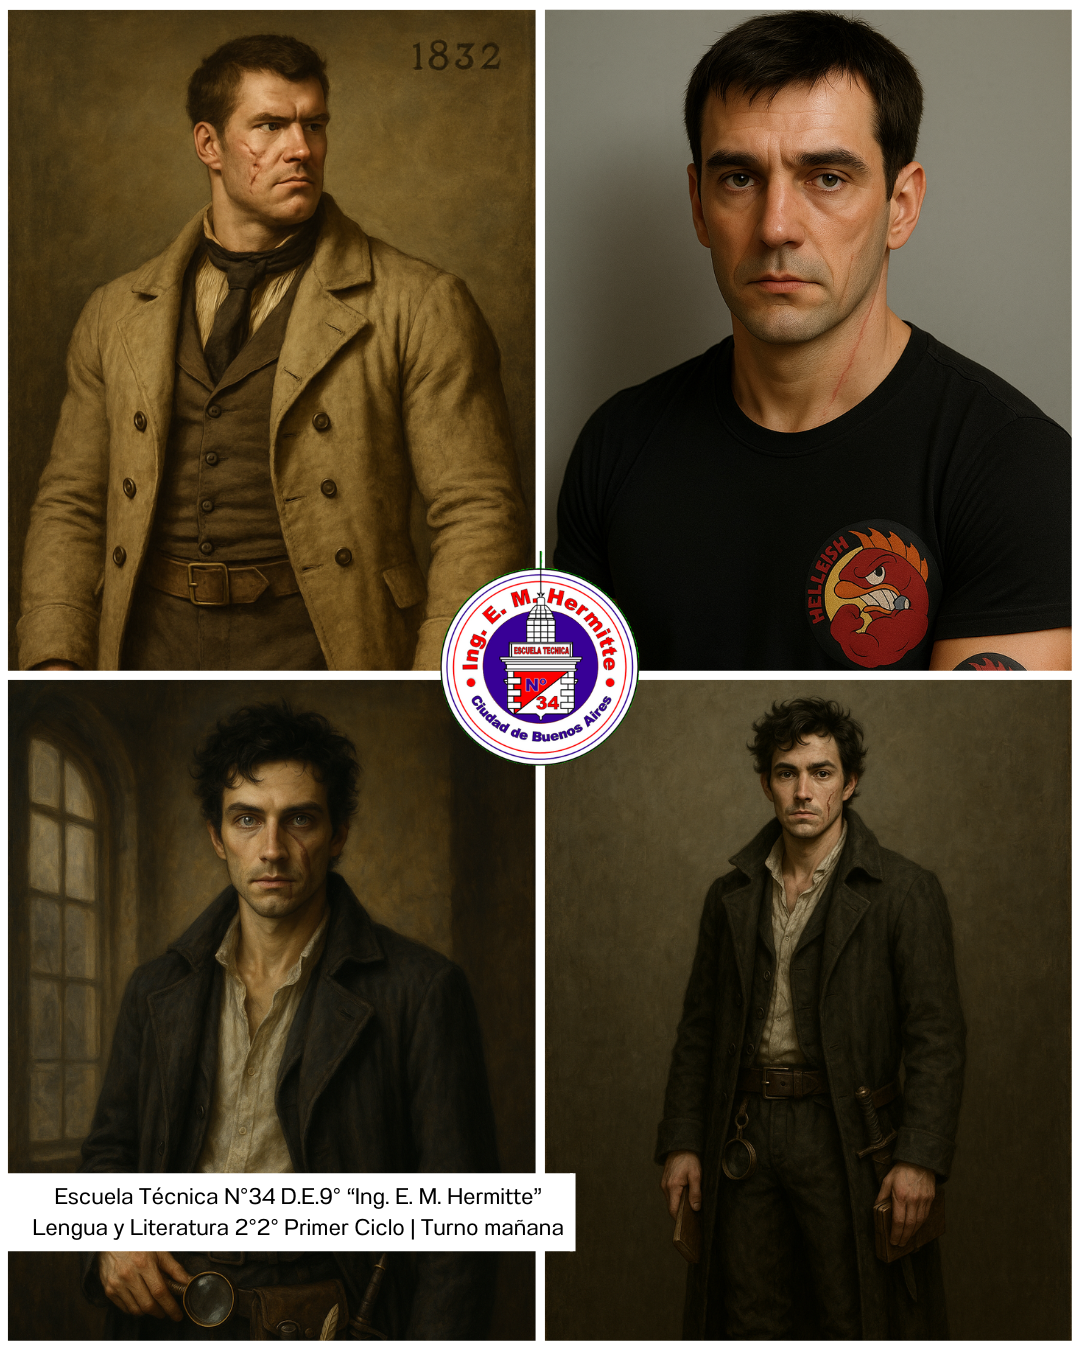 1832
HELLEISH
Ing. E. M. Hermitte
ESCUELA TECNICA
Nº
34
Ciudad de Buenos Aires
Escuela Técnica N°34 D.E.9° “Ing. E. M. Hermitte”
Lengua y Literatura 2°2° Primer Ciclo | Turno mañana